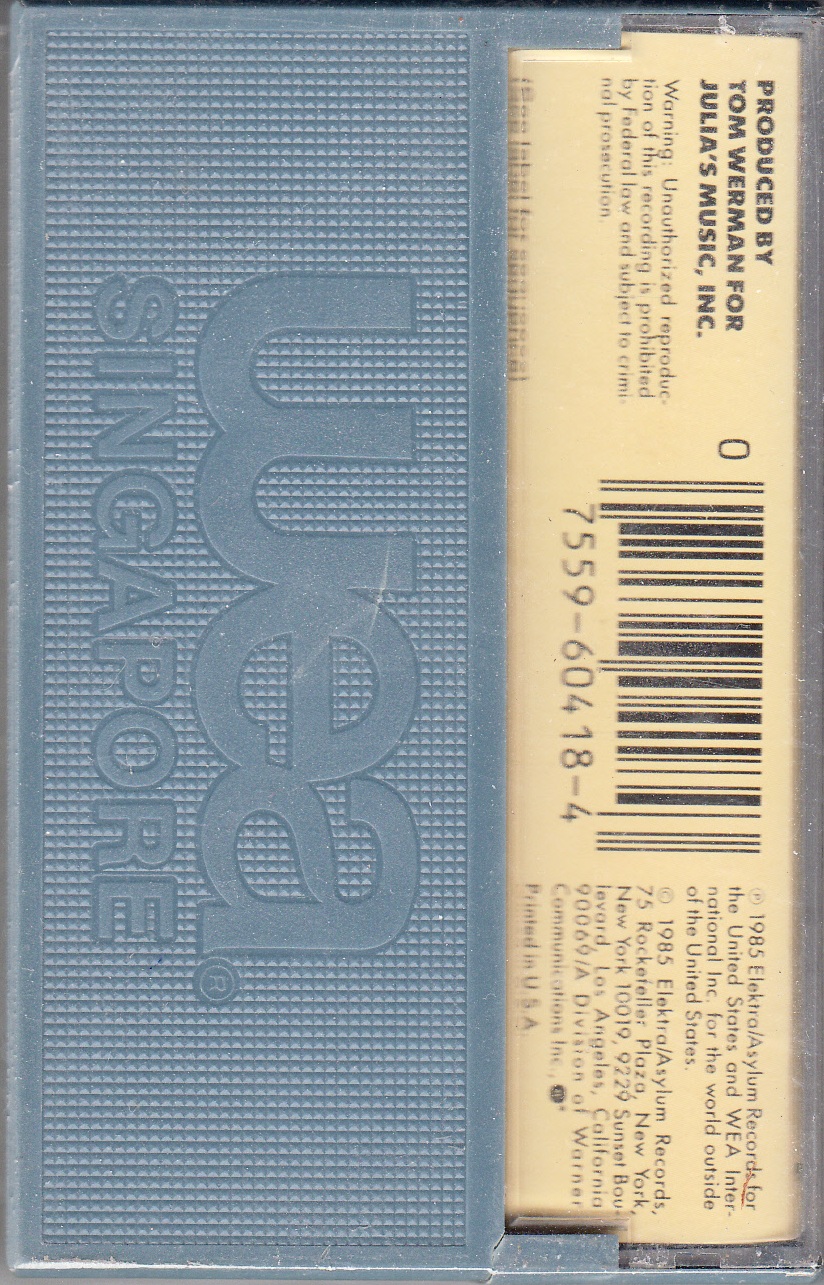 PRODUCED BY
TOM WERMAN FOR
JULIA'S MUSIC, INC.
Warning: Unauthorized reproduc-
tion of this recording is prohibited
by Federal law and subject to crimi-
nal prosecution.
(See label for sequence)
0
7559-60418-4
℗ 1985 Elektra/Asylum Records for
the United States and WEA Inter-
national Inc. for the world outside
of the United States.
© 1985 Elektra/Asylum Records,
75 Rockefeller Plaza, New York,
New York 10019, 9229 Sunset Bou-
levard, Los Angeles, California
90069/A Division of Warner
Communications Inc.,
Printed in U.S.A.
wea®
SINGAPORE